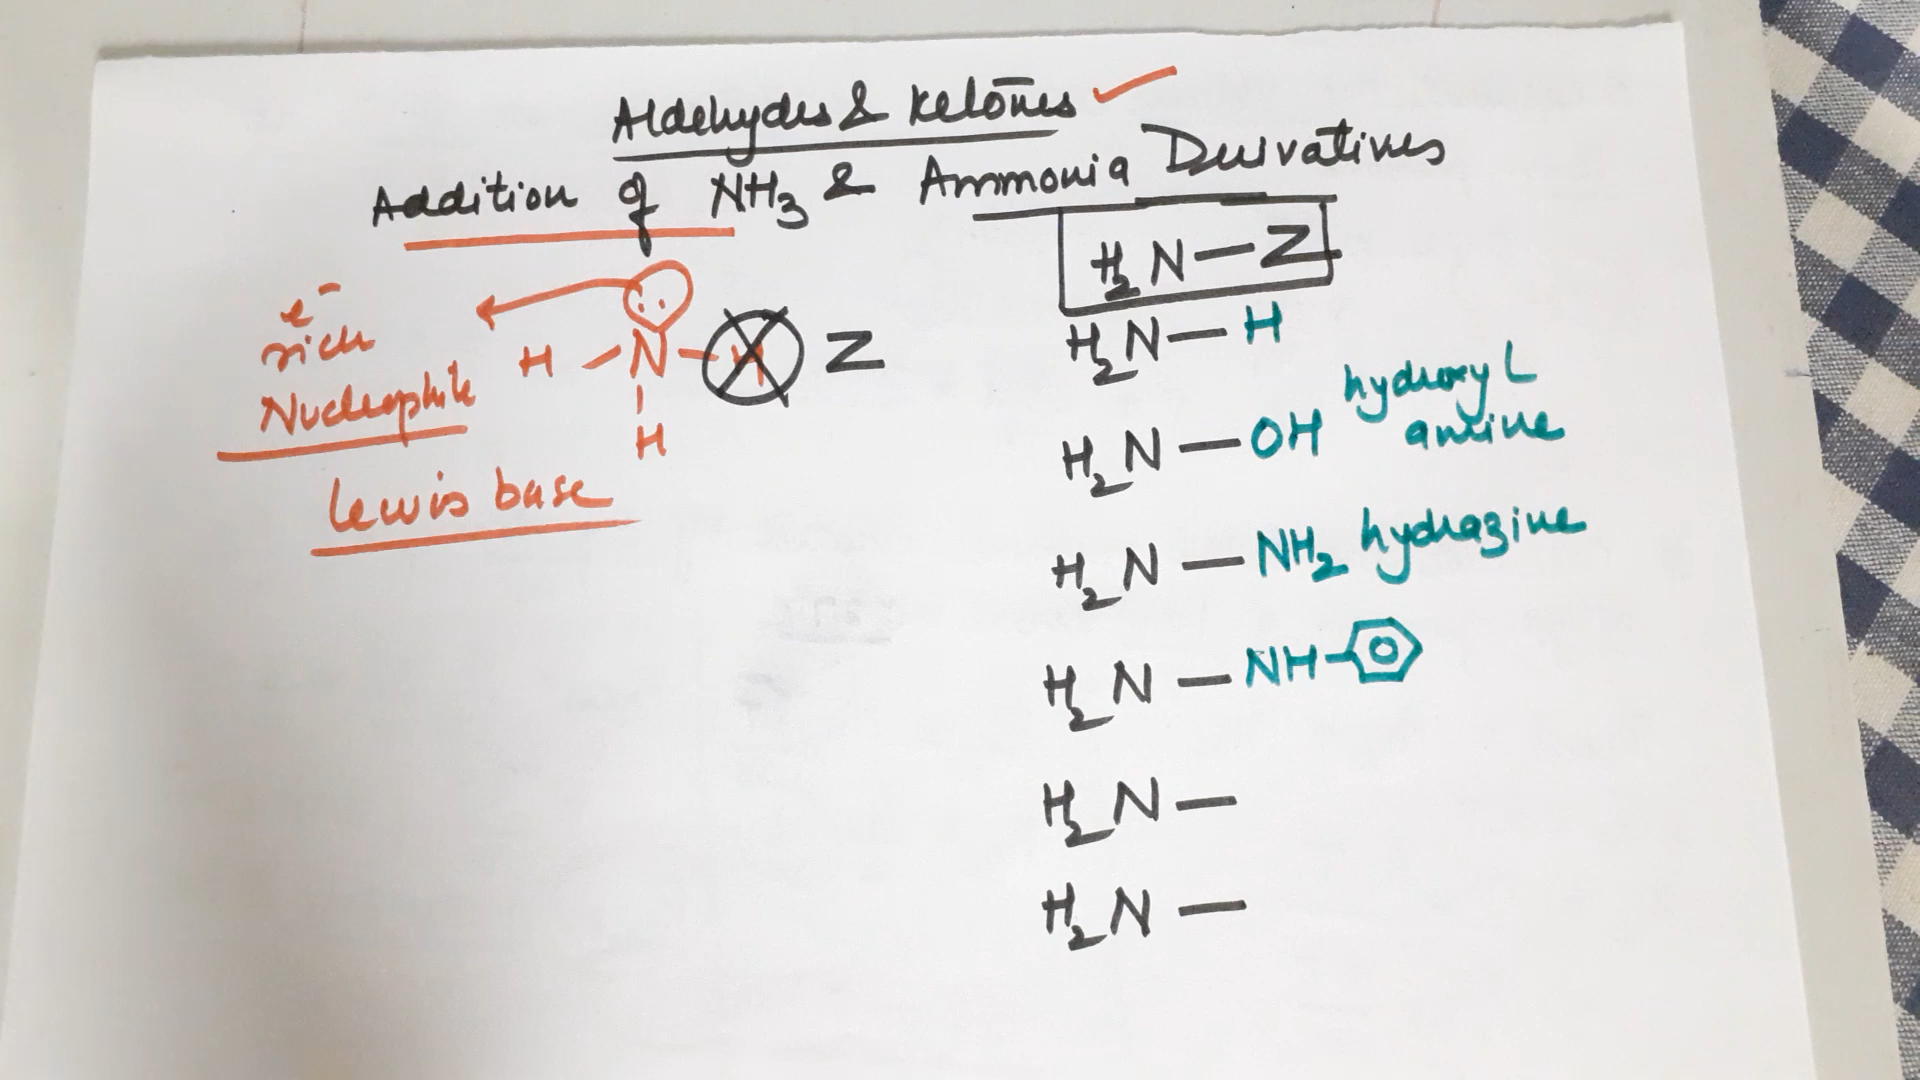 Aldehydes & Ketones
Addition of NH3 & Ammonia Derivatives
H2N—Z
e-
rich
Nucleophile
Lewis base
:
H — N — H Z
H
H2N—H
H2N—OH hydroxyl
amine
H2N—NH2 hydrazine
H2N—NH—
H2N—
H2N—